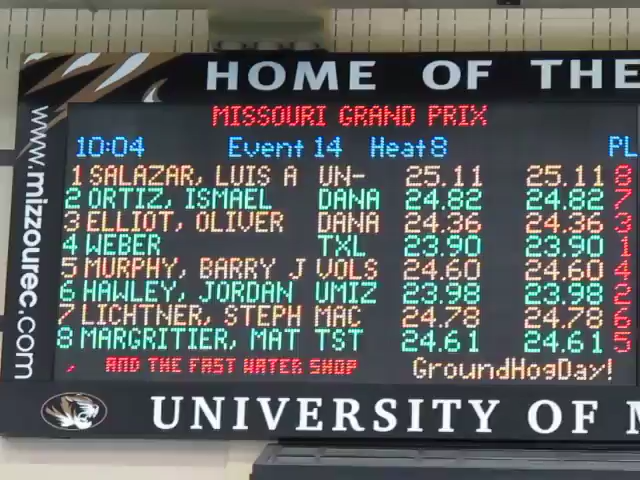 HOME OF THE
www.mizzourec.com
MISSOURI GRAND PRIX
10:04 Event 14 Heat 8 PL
1 SALAZAR, LUIS A UN- 25.11 25.11 8
2 ORTIZ, ISMAEL DANA 24.82 24.82 7
3 ELLIOT, OLIVER DANA 24.36 24.36 3
4 WEBER TXL 23.90 23.90 1
5 MURPHY, BARRY J VOLS 24.60 24.60 4
6 HAWLEY, JORDAN UMIZ 23.98 23.98 2
7 LICHTNER, STEPH MAC 24.78 24.78 6
8 MARGRITIER, MAT TST 24.61 24.61 5
, AND THE FAST WATER SHOP GroundHogDay!
UNIVERSITY OF M